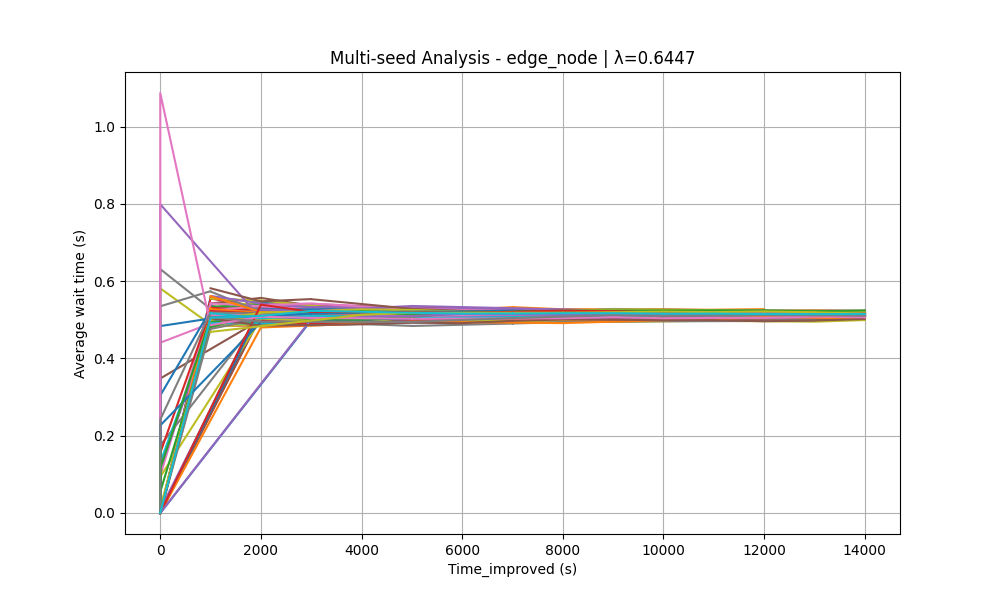 Multi-seed Analysis - edge_node | λ=0.6447
Average wait time (s)
1.0
0.8
0.6
0.4
0.2
0.0
0 2000 4000 6000 8000 10000 12000 14000
Time_improved (s)